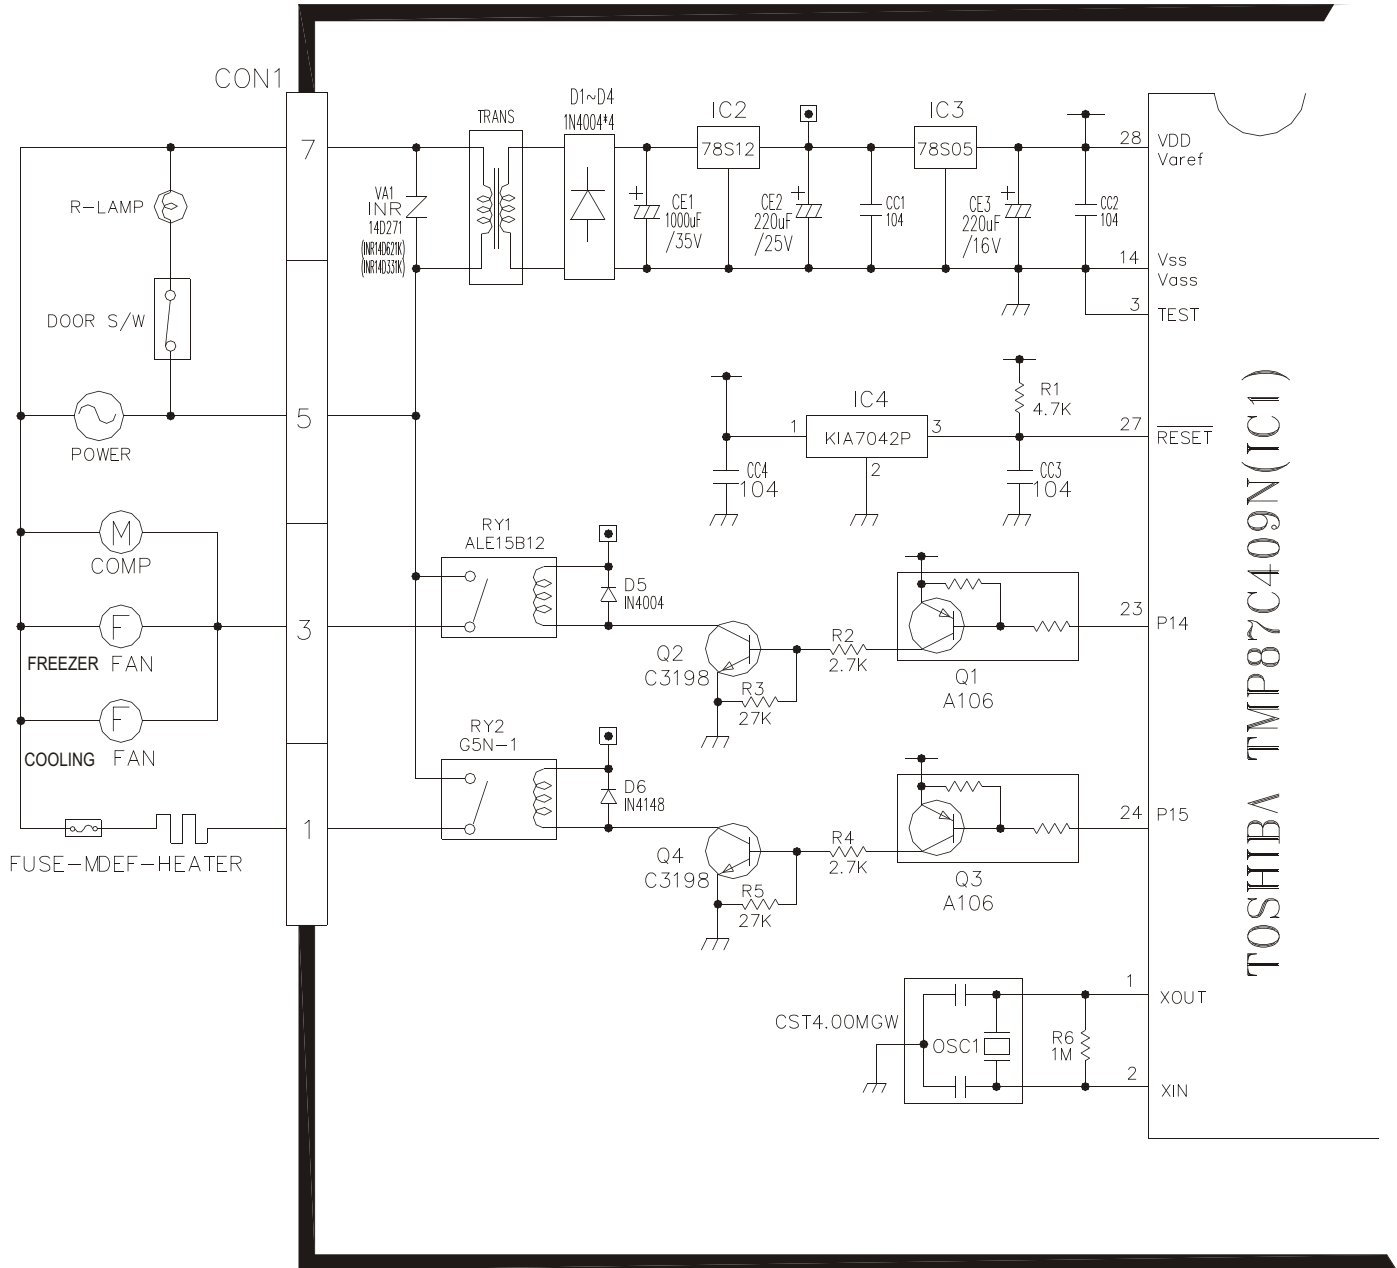 CON1
7
R-LAMP
DOOR S/W
5
POWER
M
COMP
F
FREEZER FAN
3
F
COOLING FAN
1
FUSE-MDEF-HEATER
TRANS
D1~D4
1N4004*4
VA1
INR
14D271
(INR14D621K)
(INR14D331K)
CE1
1000uF
/35V
IC2
78S12
CE2
220uF
/25V
CC1
104
IC3
78S05
CE3
220uF
/16V
CC2
104
28 VDD
Varef
14 Vss
Vass
3 TEST
IC4
1 KIA7042P 3
2
CC4
104
R1
4.7K
CC3
104
27 RESET
RY1
ALE15B12
D5
IN4004
Q2
C3198
R3
27K
R2
2.7K
Q1
A106
23 P14
RY2
G5N-1
D6
IN4148
Q4
C3198
R5
27K
R4
2.7K
Q3
A106
24 P15
CST4.00MGW
OSC1
R6
1M
1 XOUT
2 XIN
TOSHIBA TMP87C409N(IC1)